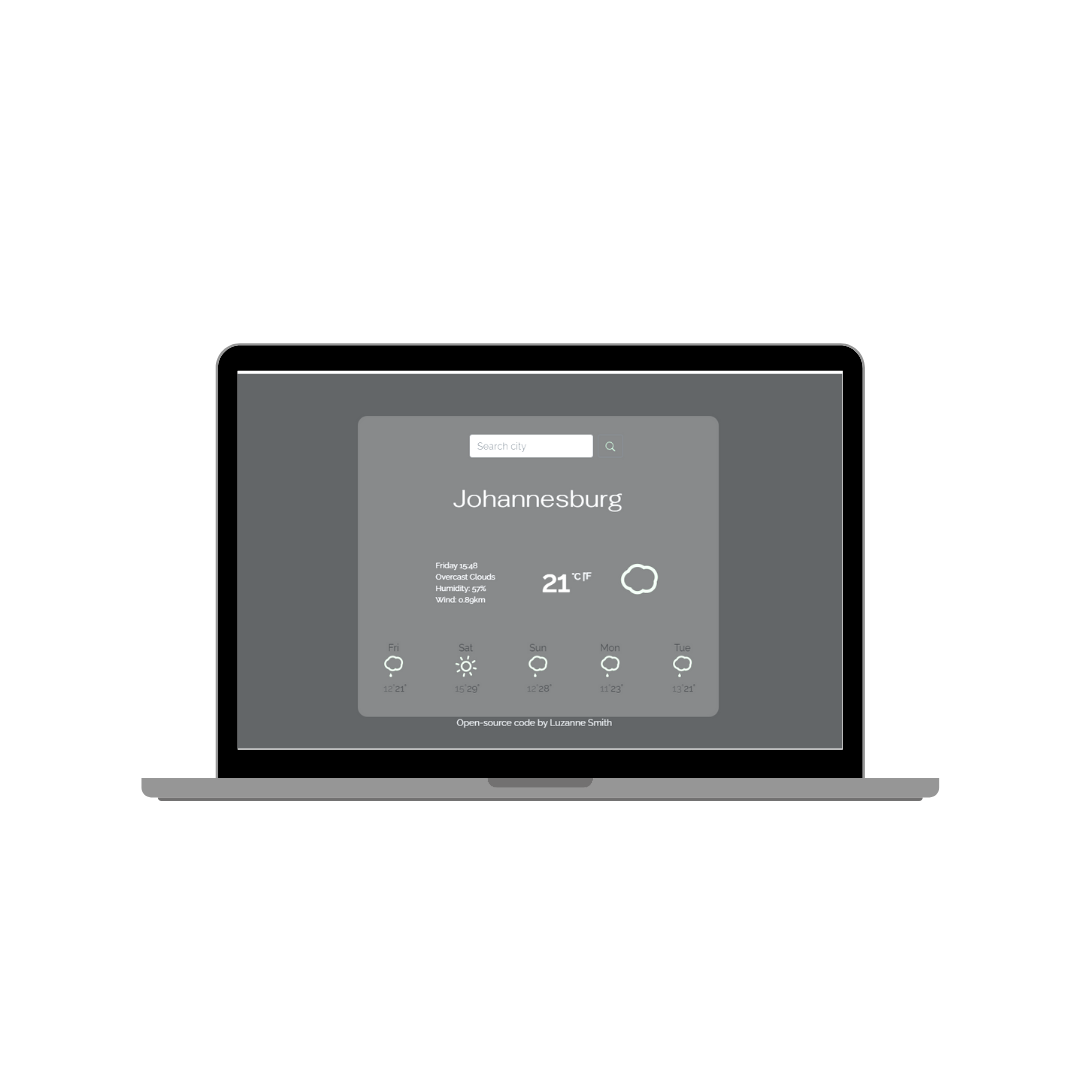 Search city
Johannesburg
Friday 15:48
Overcast Clouds
Humidity: 57%
Wind: 0.89km
21 °C |°F
Fri Sat Sun Mon Tue
12°21° 15°29° 12°28° 11°23° 13°21°
Open-source code by Luzanne Smith